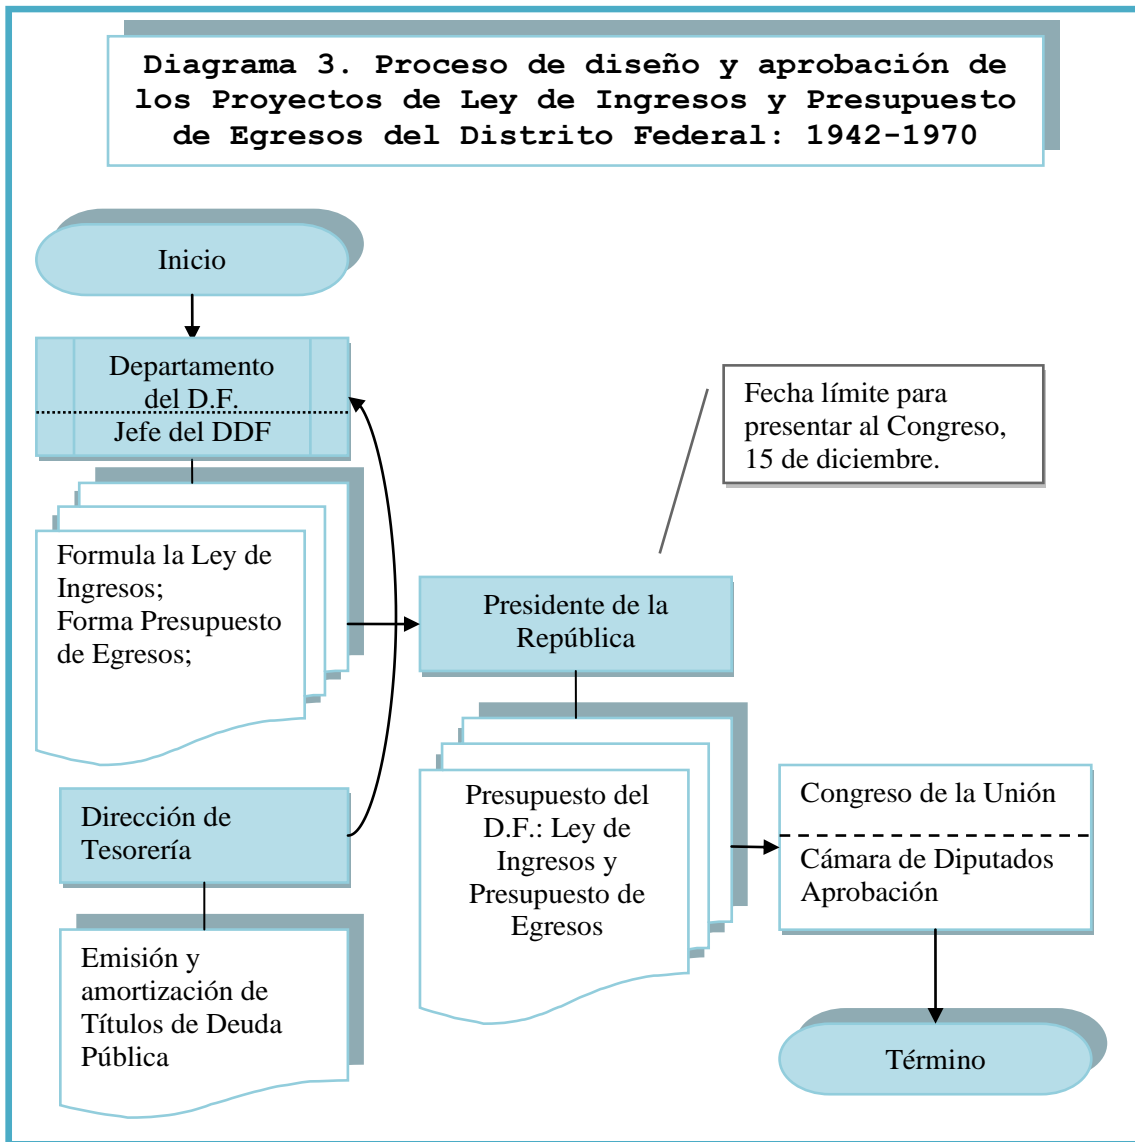 Diagrama 3. Proceso de diseño y aprobación de
los Proyectos de Ley de Ingresos y Presupuesto
de Egresos del Distrito Federal: 1942-1970
Inicio
Departamento
del D.F.
Jefe del DDF
Fecha límite para
presentar al Congreso,
15 de diciembre.
Formula la Ley de
Ingresos;
Forma Presupuesto
de Egresos;
Presidente de la
República
Dirección de
Tesorería
Presupuesto del
D.F.: Ley de
Ingresos y
Presupuesto de
Egresos
Congreso de la Unión
Cámara de Diputados
Aprobación
Emisión y
amortización de
Títulos de Deuda
Pública
Término